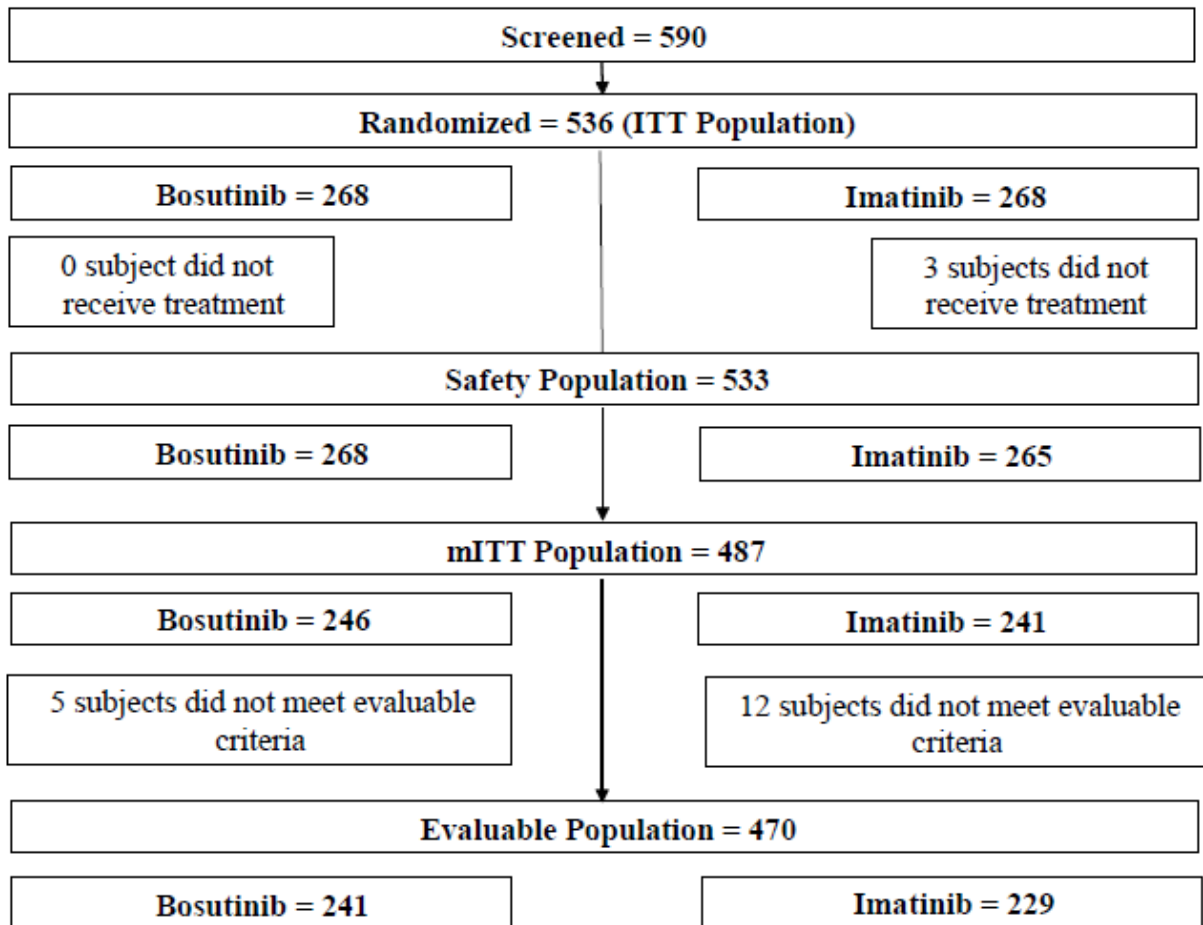 Screened = 590
Randomized = 536 (ITT Population)
Bosutinib = 268
Imatinib = 268
0 subject did not
receive treatment
3 subjects did not
receive treatment
Safety Population = 533
Bosutinib = 268
Imatinib = 265
mITT Population = 487
Bosutinib = 246
Imatinib = 241
5 subjects did not meet evaluable
criteria
12 subjects did not meet evaluable
criteria
Evaluable Population = 470
Bosutinib = 241
Imatinib = 229